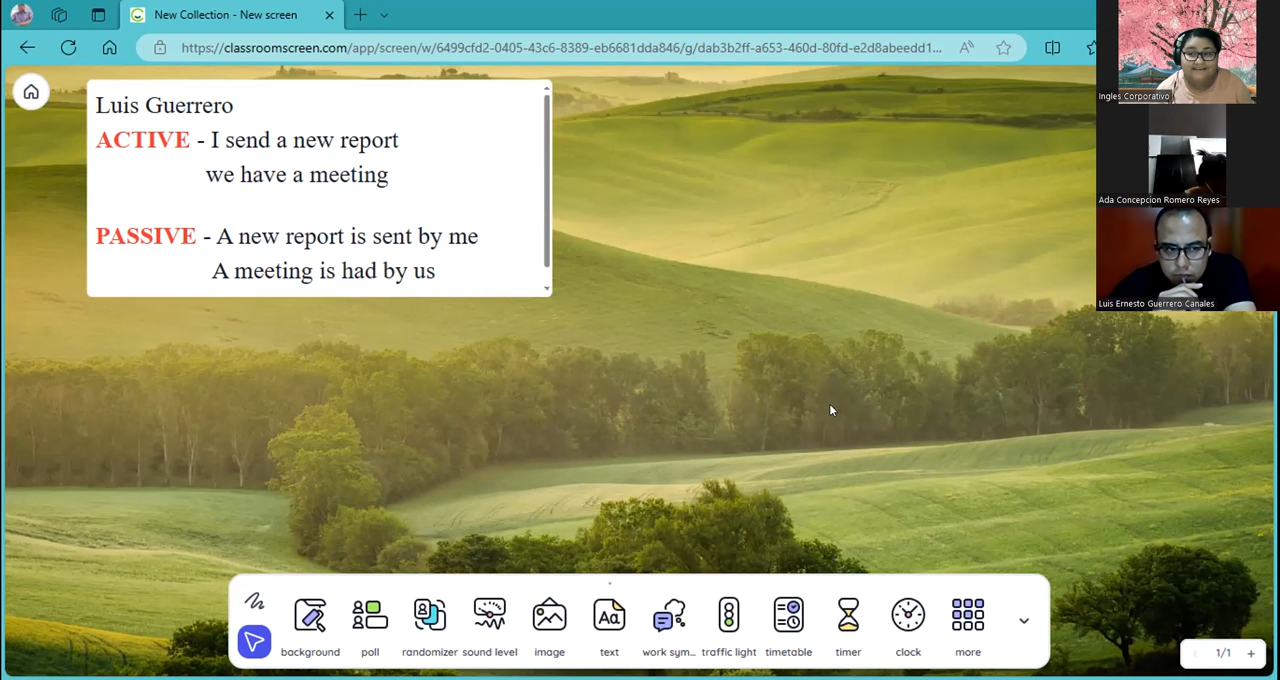 New Collection - New screen
https://classroomscreen.com/app/screen/w/6499cfd2-0405-43c6-8389-eb6681dda846/g/dab3b2ff-a653-460d-80fd-e2d8abeedd1...
Luis Guerrero
ACTIVE - I send a new report
we have a meeting
PASSIVE - A new report is sent by me
A meeting is had by us
Ingles Corporativo
Ada Concepcion Romero Reyes
Luis Ernesto Guerrero Canales
Aα
background poll randomizer sound level image text work sym... traffic light timetable timer clock more
1/1